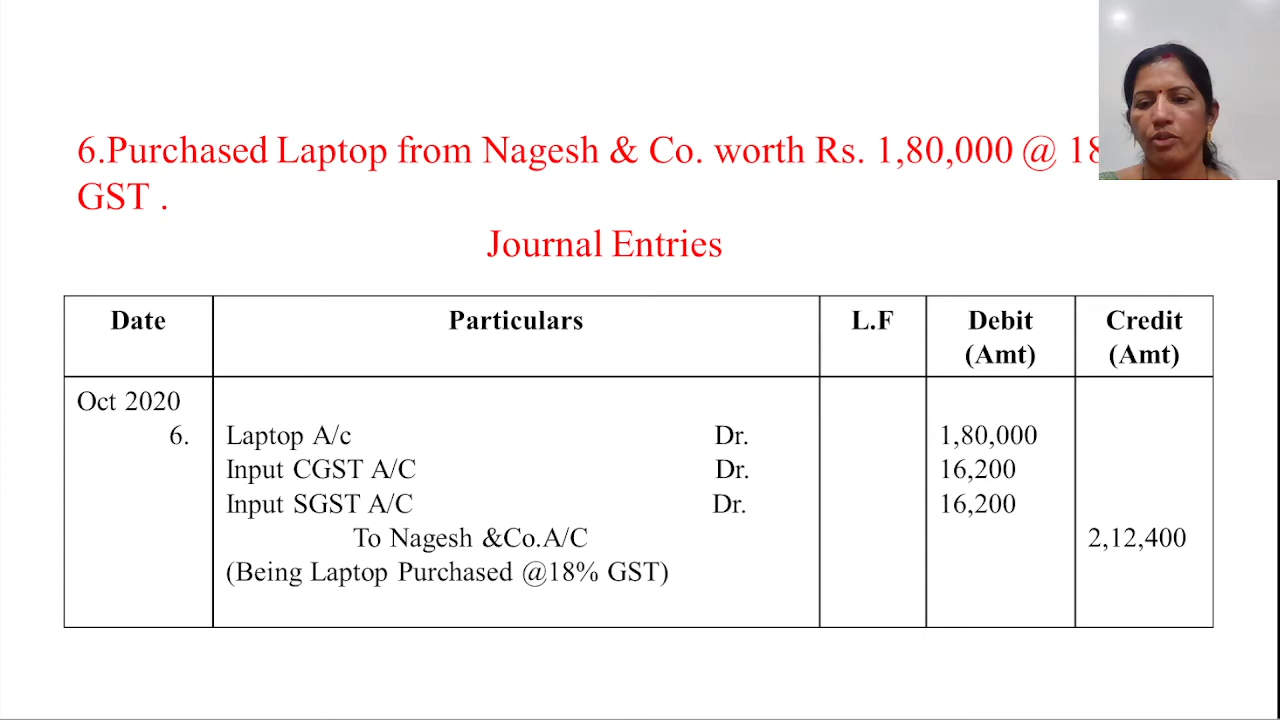 6.Purchased Laptop from Nagesh & Co. worth Rs. 1,80,000 @
GST .
Journal Entries
Date Particulars L.F Debit (Amt) Credit (Amt)
Oct 2020
6. Laptop A/c Dr. 1,80,000
Input CGST A/C Dr. 16,200
Input SGST A/C Dr. 16,200
To Nagesh &Co.A/C 2,12,400
(Being Laptop Purchased @18% GST)